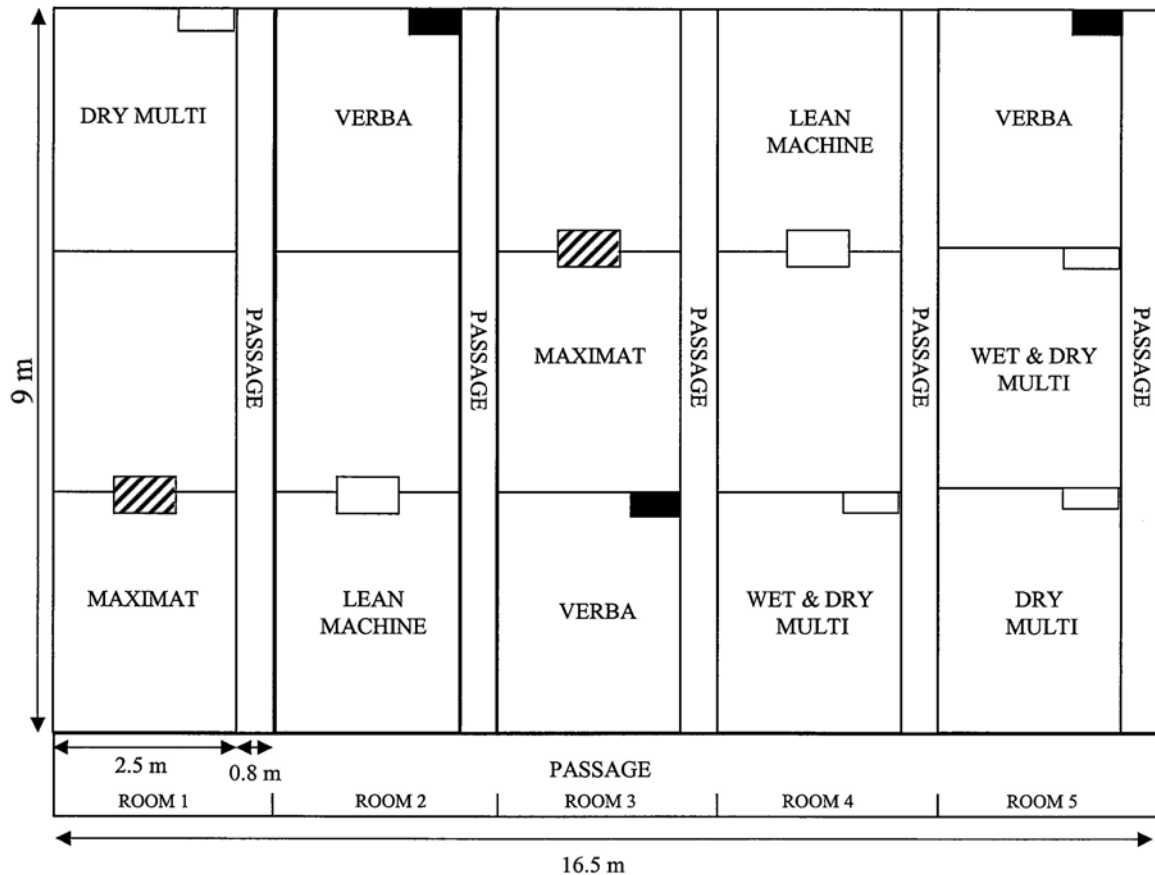 DRY MULTI
VERBA
LEAN
MACHINE
VERBA
9 m
PASSAGE
PASSAGE
MAXIMAT
PASSAGE
PASSAGE
WET & DRY
MULTI
PASSAGE
MAXIMAT
LEAN
MACHINE
VERBA
WET & DRY
MULTI
DRY
MULTI
2.5 m
0.8 m
PASSAGE
ROOM 1
ROOM 2
ROOM 3
ROOM 4
ROOM 5
16.5 m